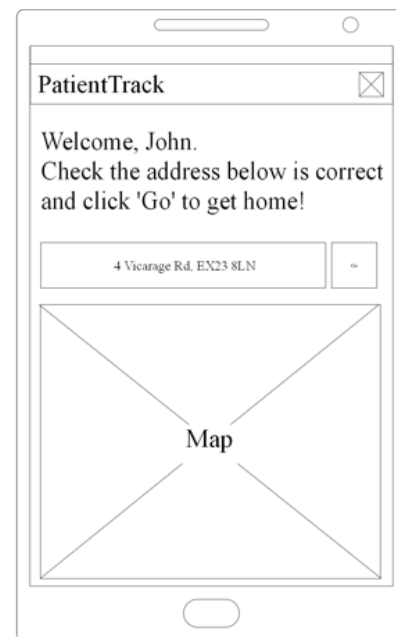 PatientTrack
Welcome, John.
Check the address below is correct
and click 'Go' to get home!
4 Vicarage Rd, EX23 8LN
Go
Map